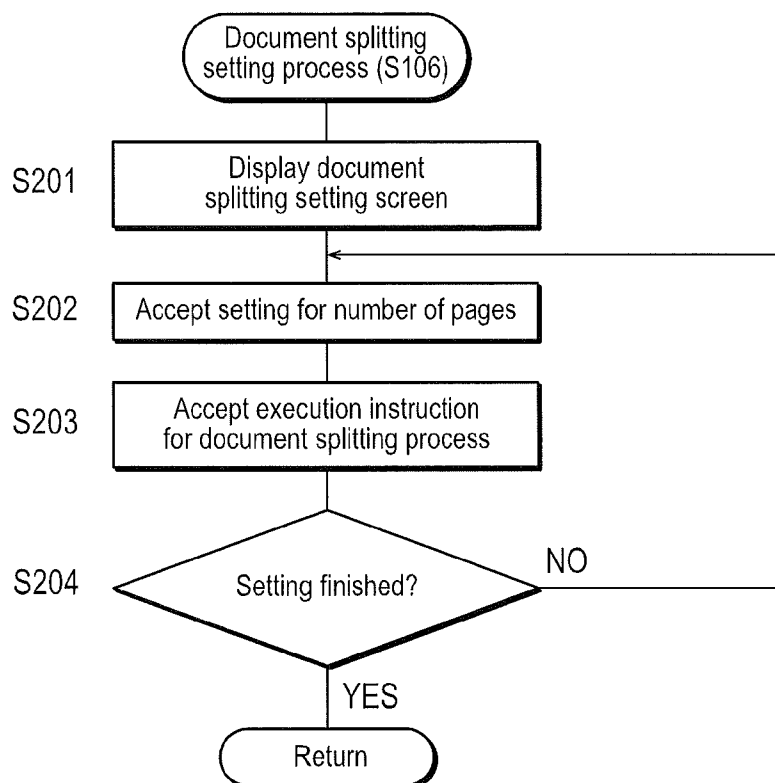 Document splitting
setting process (S106)
S201
Display document
splitting setting screen
S202
Accept setting for number of pages
S203
Accept execution instruction
for document splitting process
S204
Setting finished?
NO
YES
Return